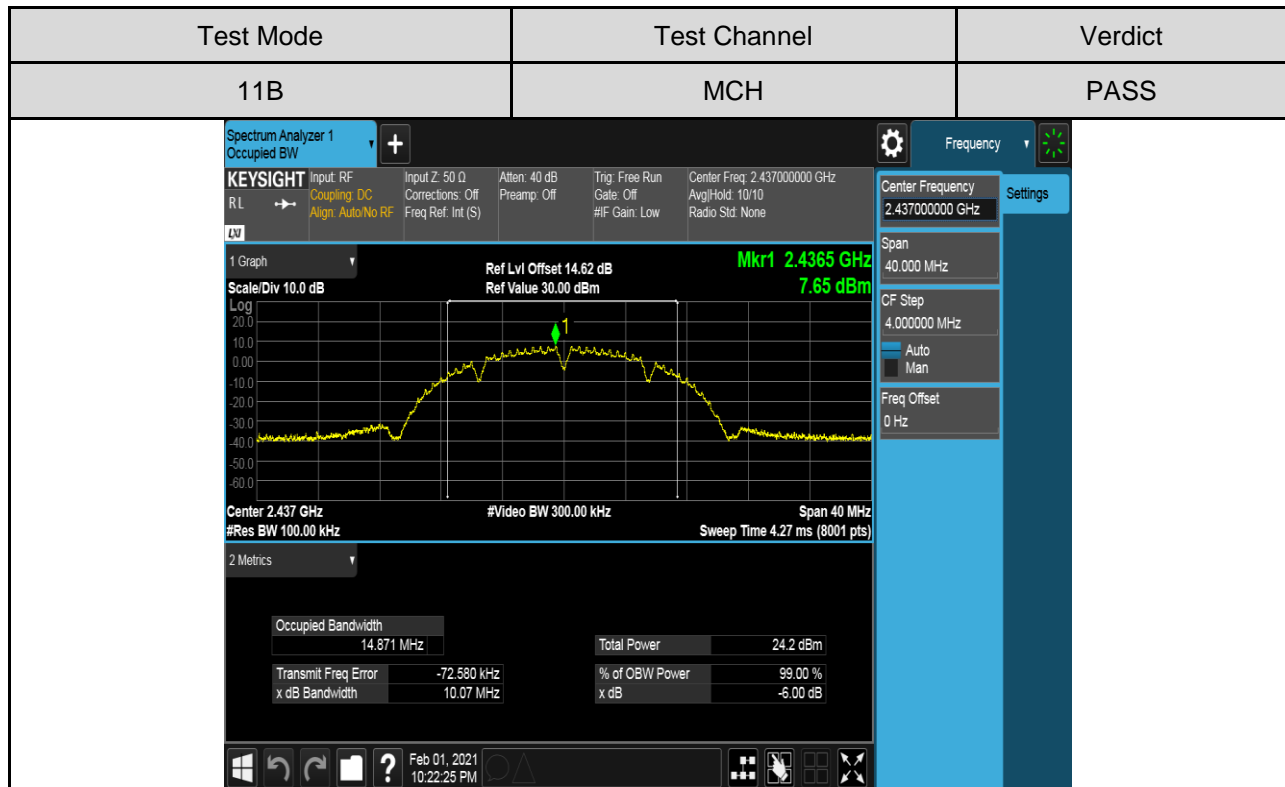 Test Mode Test Channel Verdict
11B MCH PASS
Spectrum Analyzer 1
Occupied BW
+
Frequency
KEYSIGHT Input: RF Input Z: 50 Ω Atten: 40 dB Trig: Free Run Center Freq: 2.437000000 GHz
RL Coupling: DC Corrections: Off Preamp: Off Gate: Off Avg|Hold: 10/10
Align: Auto/No RF Freq Ref: Int (S) #IF Gain: Low Radio Std: None
LXI
Center Frequency
2.437000000 GHz
Settings
Span
40.000 MHz
CF Step
4.000000 MHz
Auto
Man
Freq Offset
0 Hz
1 Graph Ref Lvl Offset 14.62 dB Mkr1 2.4365 GHz
Scale/Div 10.0 dB Ref Value 30.00 dBm 7.65 dBm
Log
20.0
10.0
0.00
-10.0
-20.0
-30.0
-40.0
-50.0
-60.0
1
Center 2.437 GHz #Video BW 300.00 kHz Span 40 MHz
#Res BW 100.00 kHz Sweep Time 4.27 ms (8001 pts)
2 Metrics
Occupied Bandwidth
14.871 MHz Total Power 24.2 dBm
Transmit Freq Error -72.580 kHz % of OBW Power 99.00 %
x dB Bandwidth 10.07 MHz x dB -6.00 dB
? Feb 01, 2021
10:22:25 PM